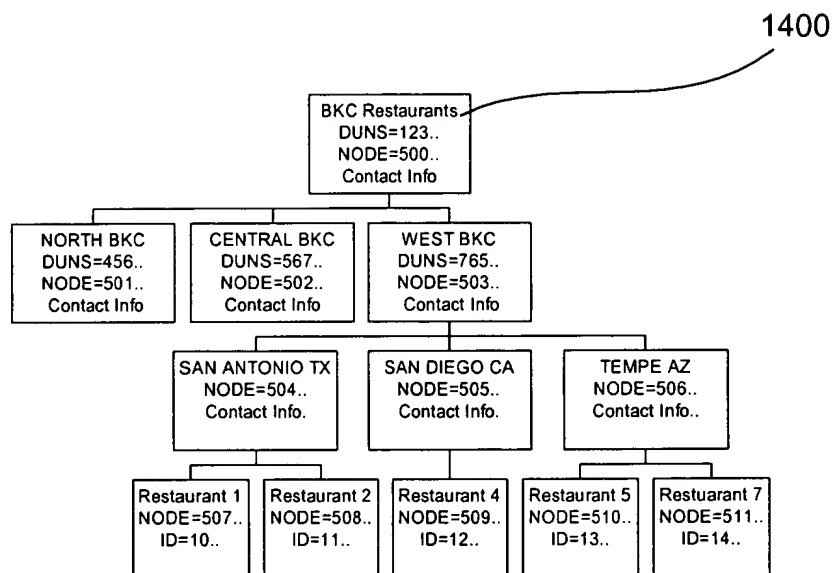 1400
BKC Restaurants
DUNS=123..
NODE=500..
Contact Info
NORTH BKC
DUNS=456..
NODE=501..
Contact Info
CENTRAL BKC
DUNS=567..
NODE=502..
Contact Info
WEST BKC
DUNS=765..
NODE=503..
Contact Info
SAN ANTONIO TX
NODE=504..
Contact Info.
SAN DIEGO CA
NODE=505..
Contact Info.
TEMPE AZ
NODE=506..
Contact Info..
Restaurant 1
NODE=507..
ID=10..
Restaurant 2
NODE=508..
ID=11..
Restaurant 4
NODE=509..
ID=12..
Restaurant 5
NODE=510..
ID=13..
Restuarant 7
NODE=511..
ID=14..